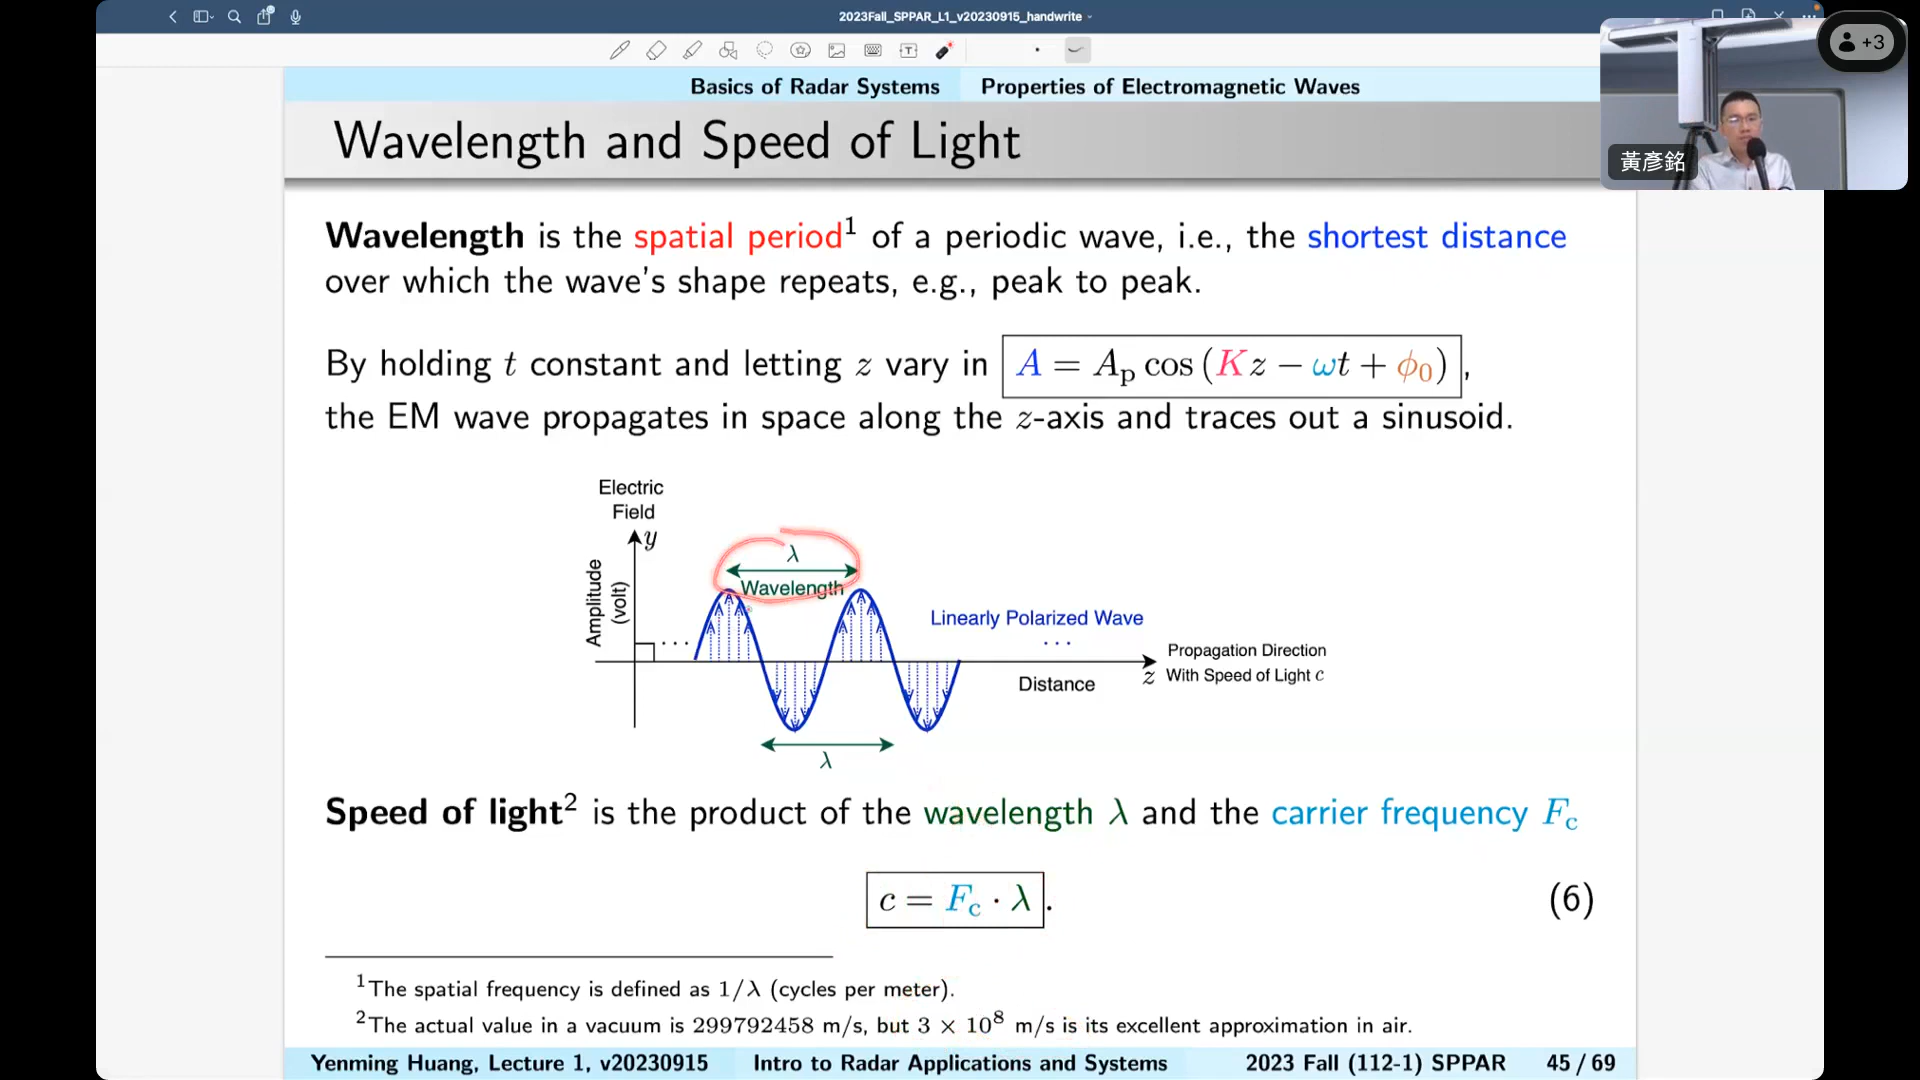 2023Fall_SPPAR_L1_v20230915_handwrite
+3
黃彥銘
Basics of Radar Systems Properties of Electromagnetic Waves
Wavelength and Speed of Light
Wavelength is the spatial period¹ of a periodic wave, i.e., the shortest distance
over which the wave's shape repeats, e.g., peak to peak.
By holding t constant and letting z vary in A = Aₚ cos (Kz − ωt + ϕ₀),
the EM wave propagates in space along the z-axis and traces out a sinusoid.
Electric
Field
y
Amplitude
(volt)
λ
Wavelength
Linearly Polarized Wave
· · ·
· · ·
Propagation Direction
z With Speed of Light c
Distance
λ
Speed of light² is the product of the wavelength λ and the carrier frequency F_c
c = F_c · λ. (6)
¹The spatial frequency is defined as 1/λ (cycles per meter).
²The actual value in a vacuum is 299792458 m/s, but 3 × 10⁸ m/s is its excellent approximation in air.
Yenming Huang, Lecture 1, v20230915 Intro to Radar Applications and Systems 2023 Fall (112-1) SPPAR 45 / 69